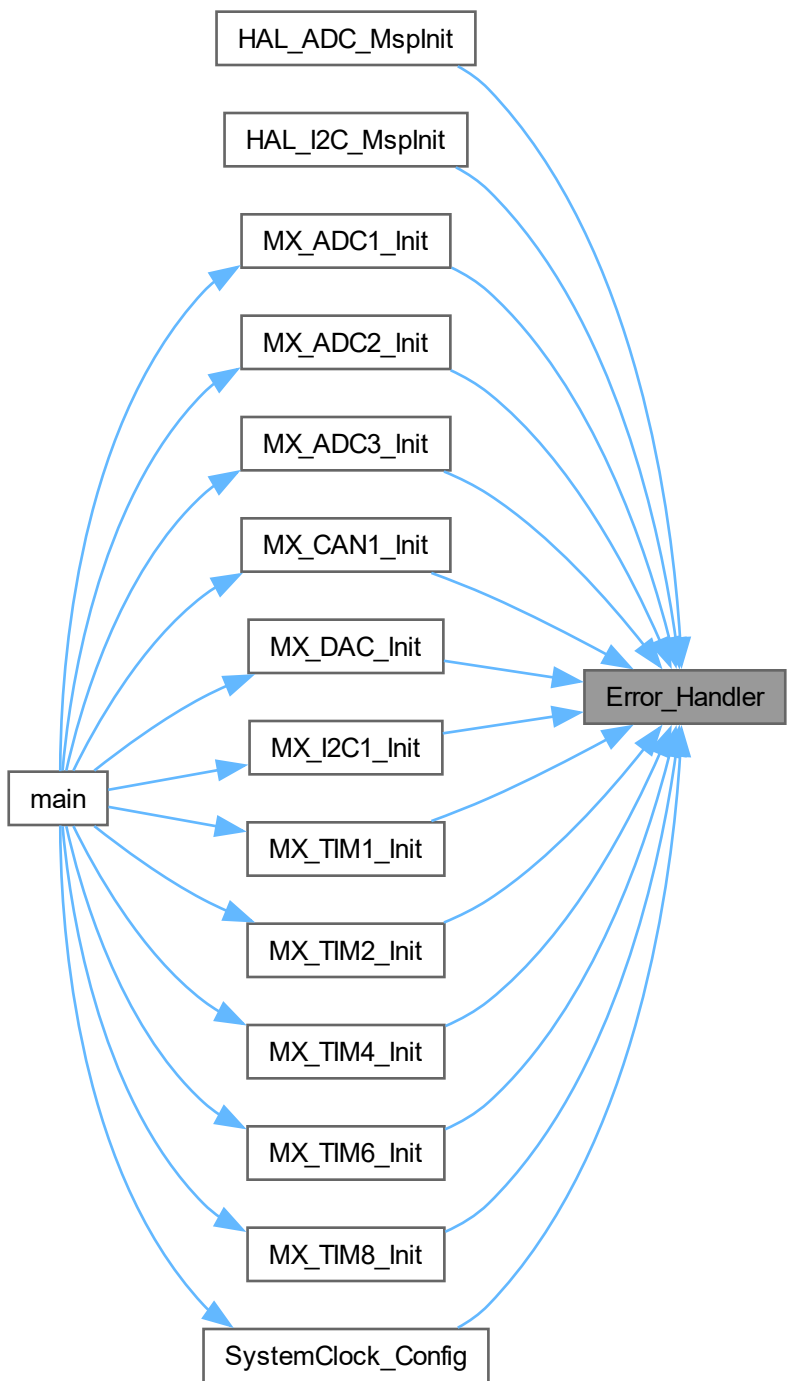 HAL_ADC_MspInit
HAL_I2C_MspInit
MX_ADC1_Init
MX_ADC2_Init
MX_ADC3_Init
MX_CAN1_Init
MX_DAC_Init
Error_Handler
MX_I2C1_Init
main
MX_TIM1_Init
MX_TIM2_Init
MX_TIM4_Init
MX_TIM6_Init
MX_TIM8_Init
SystemClock_Config